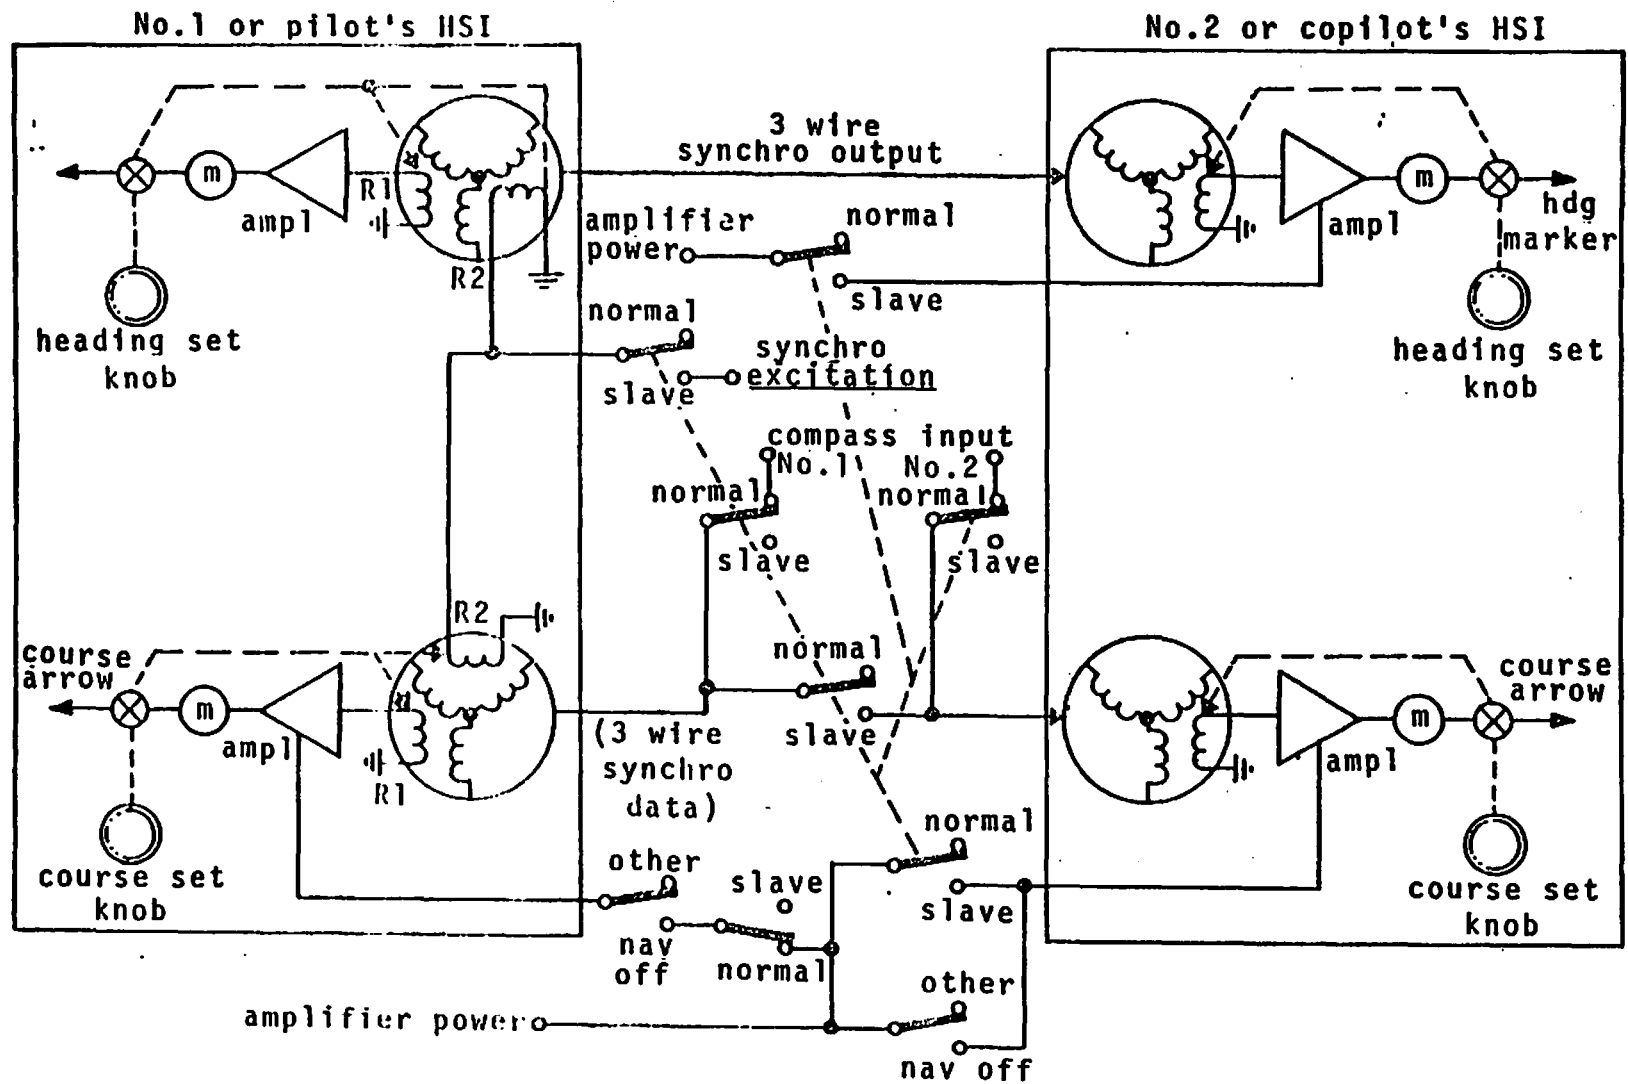 No.1 or pilot's HSI
No.2 or copilot's HSI
3 wire
synchro output
m
R1
ampl
R2
heading set
knob
amplifier
power
normal
slave
normal
slave
synchro
excitation
m
ampl
hdg
marker
heading set
knob
compass input
No.1
No.2
normal
slave
normal
slave
R2
course
arrow
m
ampl
R1
course set
knob
(3 wire
synchro
data)
normal
slave
m
ampl
course
arrow
course set
knob
other
nav
off
slave
normal
normal
slave
other
nav off
amplifier power